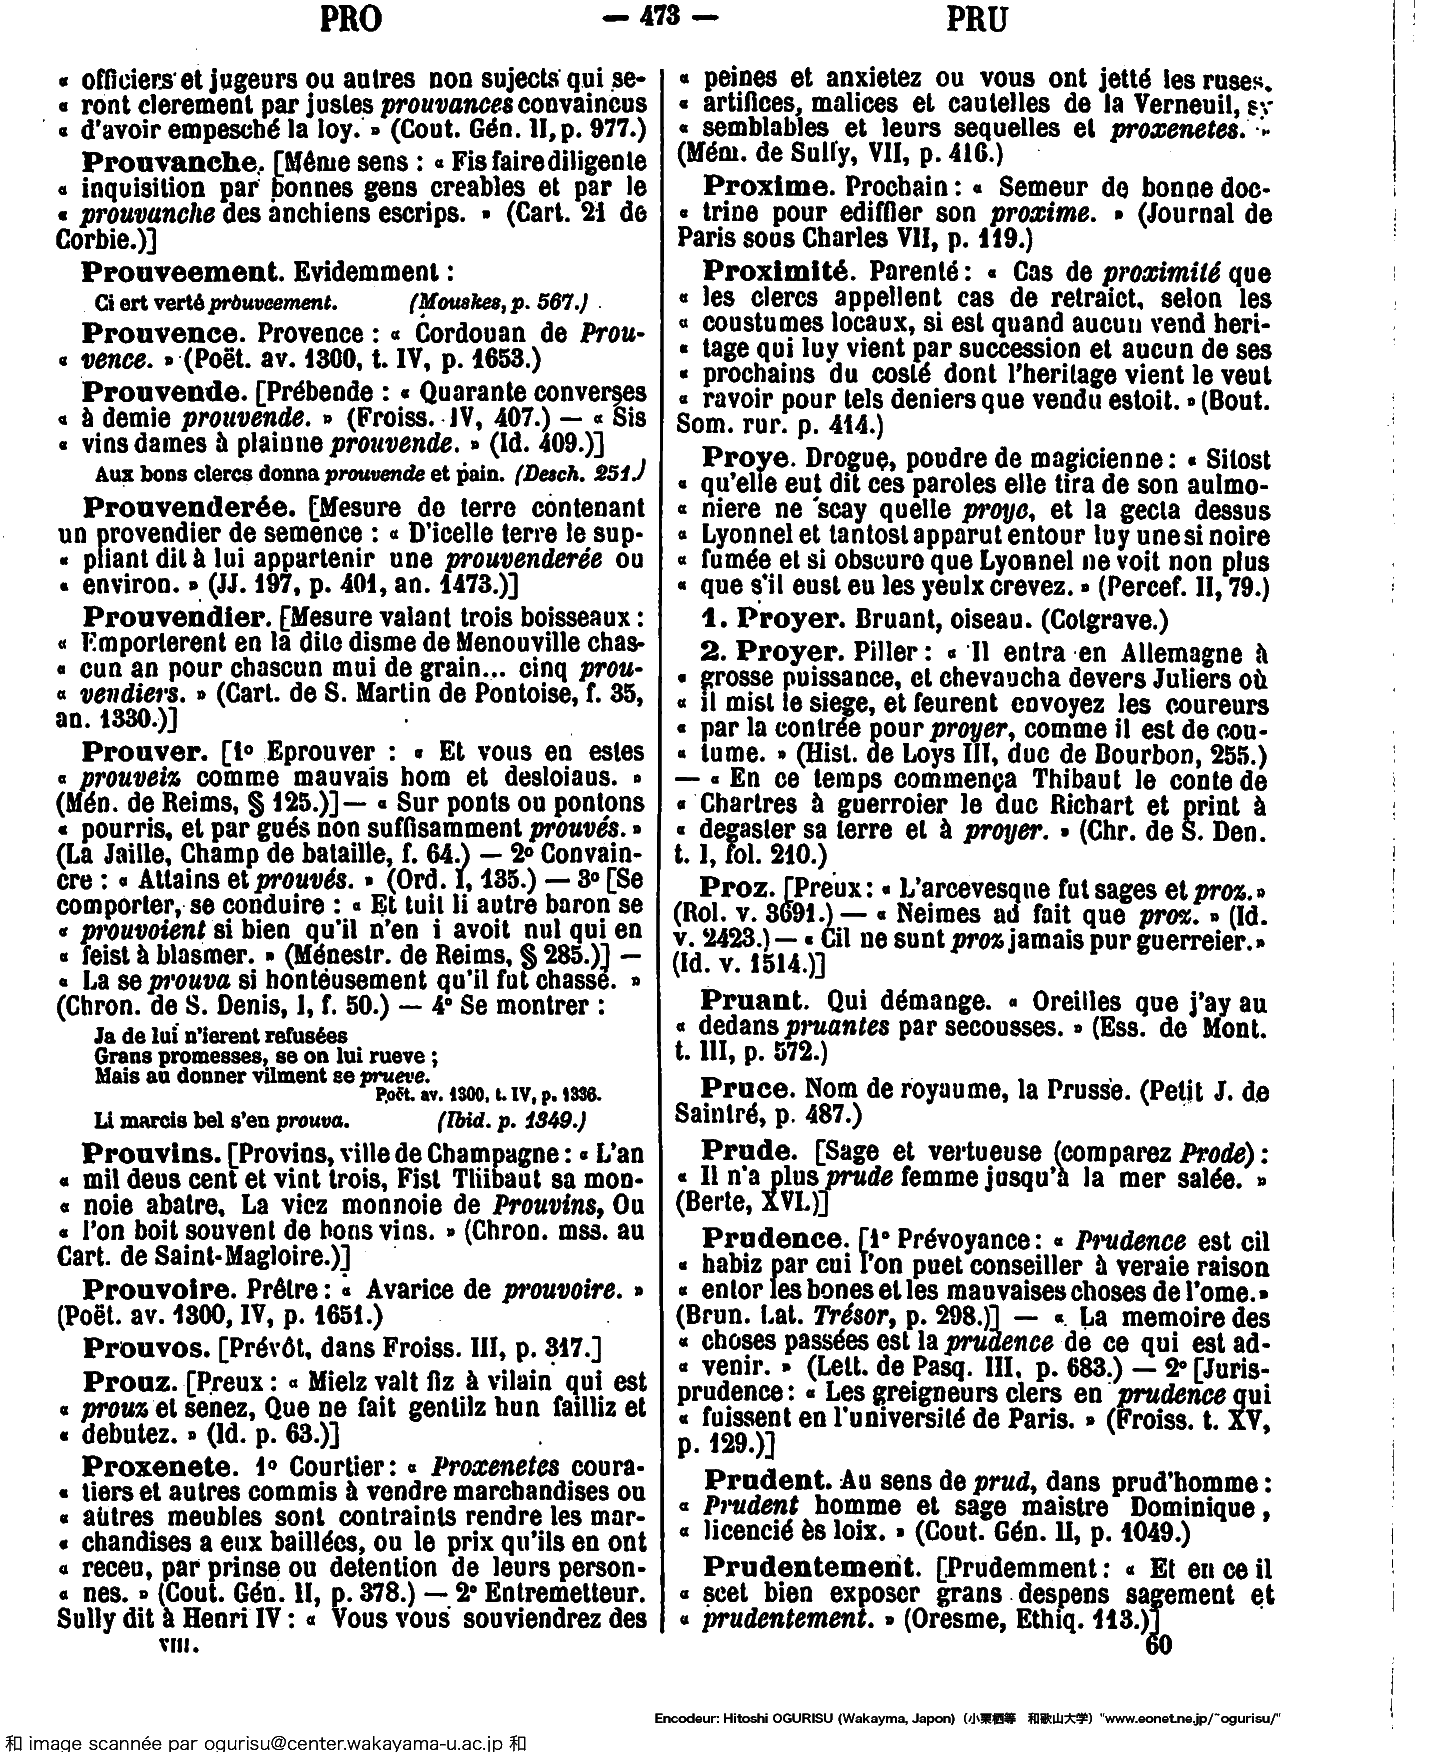 PRO — 473 — PRU
« officiers et jugeurs ou autres non sujects qui se-
« ront clerement par justes prouvances convaincus
« d'avoir empesché la loy. » (Cout. Gén. II, p. 977.)
Prouvanche. [Même sens : « Fis faire diligente
« inquisition par bonnes gens creables et par le
« prouvanche des anchiens escrips. » (Cart. 21 de
Corbie.)]
Prouveement. Evidemment :
Ci ert verté prouveement. (Mouskes, p. 567.)
Prouvence. Provence : « Cordouan de Prou-
« vence. » (Poët. av. 1300, t. IV, p. 1653.)
Prouvende. [Prébende : « Quarante converses
« à demie prouvende. » (Froiss. IV, 407.) — « Sis
« vins dames à plainne prouvende. » (Id. 409.)]
Aux bons clercs donna prouvende et pain. (Desch. 251.)
Prouvenderée. [Mesure de terre contenant
un provendier de semence : « D'icelle terre le sup-
« pliant dit à lui appartenir une prouvenderée ou
« environ. » (JJ. 197, p. 401, an. 1473.)]
Prouvendier. [Mesure valant trois boisseaux :
« Emporterent en la dite disme de Menouville chas-
« cun an pour chascun mui de grain... cinq prou-
« vendiers. » (Cart. de S. Martin de Pontoise, f. 35,
an. 1330.)]
Prouver. [1º Eprouver : « Et vous en estes
« prouveiz comme mauvais hom et desloiaus. »
(Mén. de Reims, § 125.)] — « Sur ponts ou pontons
« pourris, et par gués non suffisamment prouvés. »
(La Jaille, Champ de bataille, f. 64.) — 2º Convain-
cre : « Attains et prouvés. » (Ord. I, 135.) — 3º [Se
comporter, se conduire : « Et tuit li autre baron se
« prouvoient si bien qu'il n'en i avoit nul qui en
« feist à blasmer. » (Ménestr. de Reims, § 285.)] —
« La se prouva si honteusement qu'il fut chassé. »
(Chron. de S. Denis, I, f. 50.) — 4º Se montrer :
Ja de lui n'ierent refusées
Grans promesses, se on lui rueve ;
Mais au donner vilment se prueve.
Poët. av. 1300, t. IV, p. 1336.
Li marcis bel s'en prouva. (Ibid. p. 1349.)
Prouvins. [Provins, ville de Champagne : « L'an
« mil deus cent et vint trois, Fist Thibaut sa mon-
« noie abatre, La viez monnoie de Prouvins, Ou
« l'on boit souvent de bons vins. » (Chron. mss. au
Cart. de Saint-Magloire.)]
Prouvoire. Prêtre : « Avarice de prouvoire. »
(Poët. av. 1300, IV, p. 1651.)
Prouvos. [Prévôt, dans Froiss. III, p. 317.]
Prouz. [Preux : « Mielz valt fiz à vilain qui est
« prouz et senez, Que ne fait gentilz hun failliz et
« debutez. » (Id. p. 63.)]
Proxenete. 1º Courtier : « Proxenetes coura-
« tiers et autres commis à vendre marchandises ou
« autres meubles sont contraints rendre les mar-
« chandises a eux baillées, ou le prix qu'ils en ont
« receu, par prinse ou detention de leurs person-
« nes. » (Cout. Gén. II, p. 378.) — 2º Entremetteur.
Sully dit à Henri IV : « Vous vous souviendrez des
VIII.
« peines et anxietez ou vous ont jetté les ruses,
« artifices, malices et cautelles de la Verneuil, sy
« semblables et leurs sequelles et proxenetes. »
(Mém. de Sully, VII, p. 416.)
Proxime. Prochain : « Semeur de bonne doc-
« trine pour ediffier son proxime. » (Journal de
Paris sous Charles VII, p. 119.)
Proximité. Parenté : « Cas de proximité que
« les clercs appellent cas de retraict, selon les
« coustumes locaux, si est quand aucun vend heri-
« tage qui luy vient par succession et aucun de ses
« prochains du costé dont l'heritage vient le veut
« ravoir pour tels deniers que vendu estoit. » (Bout.
Som. rur. p. 414.)
Proye. Drogue, poudre de magicienne : « Sitost
« qu'elle eut dit ces paroles elle tira de son aulmo-
« niere ne scay quelle proye, et la gecta dessus
« Lyonnel et tantost apparut entour luy une si noire
« fumée et si obscure que Lyonnel ne voit non plus
« que s'il eust eu les yeulx crevez. » (Percef. II, 79.)
1. Proyer. Bruant, oiseau. (Cotgrave.)
2. Proyer. Piller : « Il entra en Allemagne à
« grosse puissance, et chevaucha devers Juliers où
« il mist le siege, et feurent envoyez les coureurs
« par la contrée pour proyer, comme il est de cou-
« tume. » (Hist. de Loys III, duc de Bourbon, 255.)
— « En ce temps commença Thibaut le conte de
« Chartres à guerroier le duc Richart et print à
« degaster sa terre et à proyer. » (Chr. de S. Den.
t. I, fol. 210.)
Proz. [Preux : « L'arcevesque fut sages et proz. »
(Rol. v. 3691.) — « Neimes ad fait que proz. » (Id.
v. 2423.) — « Cil ne sunt proz jamais pur guerreier. »
(Id. v. 1514.)]
Pruant. Qui démange. « Oreilles que j'ay au
« dedans pruantes par secousses. » (Ess. de Mont.
t. III, p. 572.)
Pruce. Nom de royaume, la Prusse. (Petit J. de
Saintré, p. 487.)
Prude. [Sage et vertueuse (comparez Prode) :
« Il n'a plus prude femme jusqu'à la mer salée. »
(Berte, XVI.)]
Prudence. [1º Prévoyance : « Prudence est cil
« habiz par cui l'on puet conseiller à veraie raison
« entor les bones et les mauvaises choses de l'ome. »
(Brun. Lat. Trésor, p. 298.)] — « La memoire des
« choses passées est la prudence de ce qui est ad-
« venir. » (Lett. de Pasq. III, p. 683.) — 2º [Juris-
prudence : « Les greigneurs clers en prudence qui
« fuissent en l'université de Paris. » (Froiss. t. XV,
p. 129.)]
Prudent. Au sens de prud, dans prud'homme :
« Prudent homme et sage maistre Dominique,
« licencié ès loix. » (Cout. Gén. II, p. 1049.)
Prudentement. [Prudemment : « Et en ce il
« scet bien exposer grans despens sagement et
« prudentement. » (Oresme, Ethiq. 113.)]
60
Encodeur: Hitoshi OGURISU (Wakayma, Japon) (小栗栖等 和歌山大学) "www.eonet.ne.jp/~ogurisu/"
和 image scannée par ogurisu@center.wakayama-u.ac.jp 和